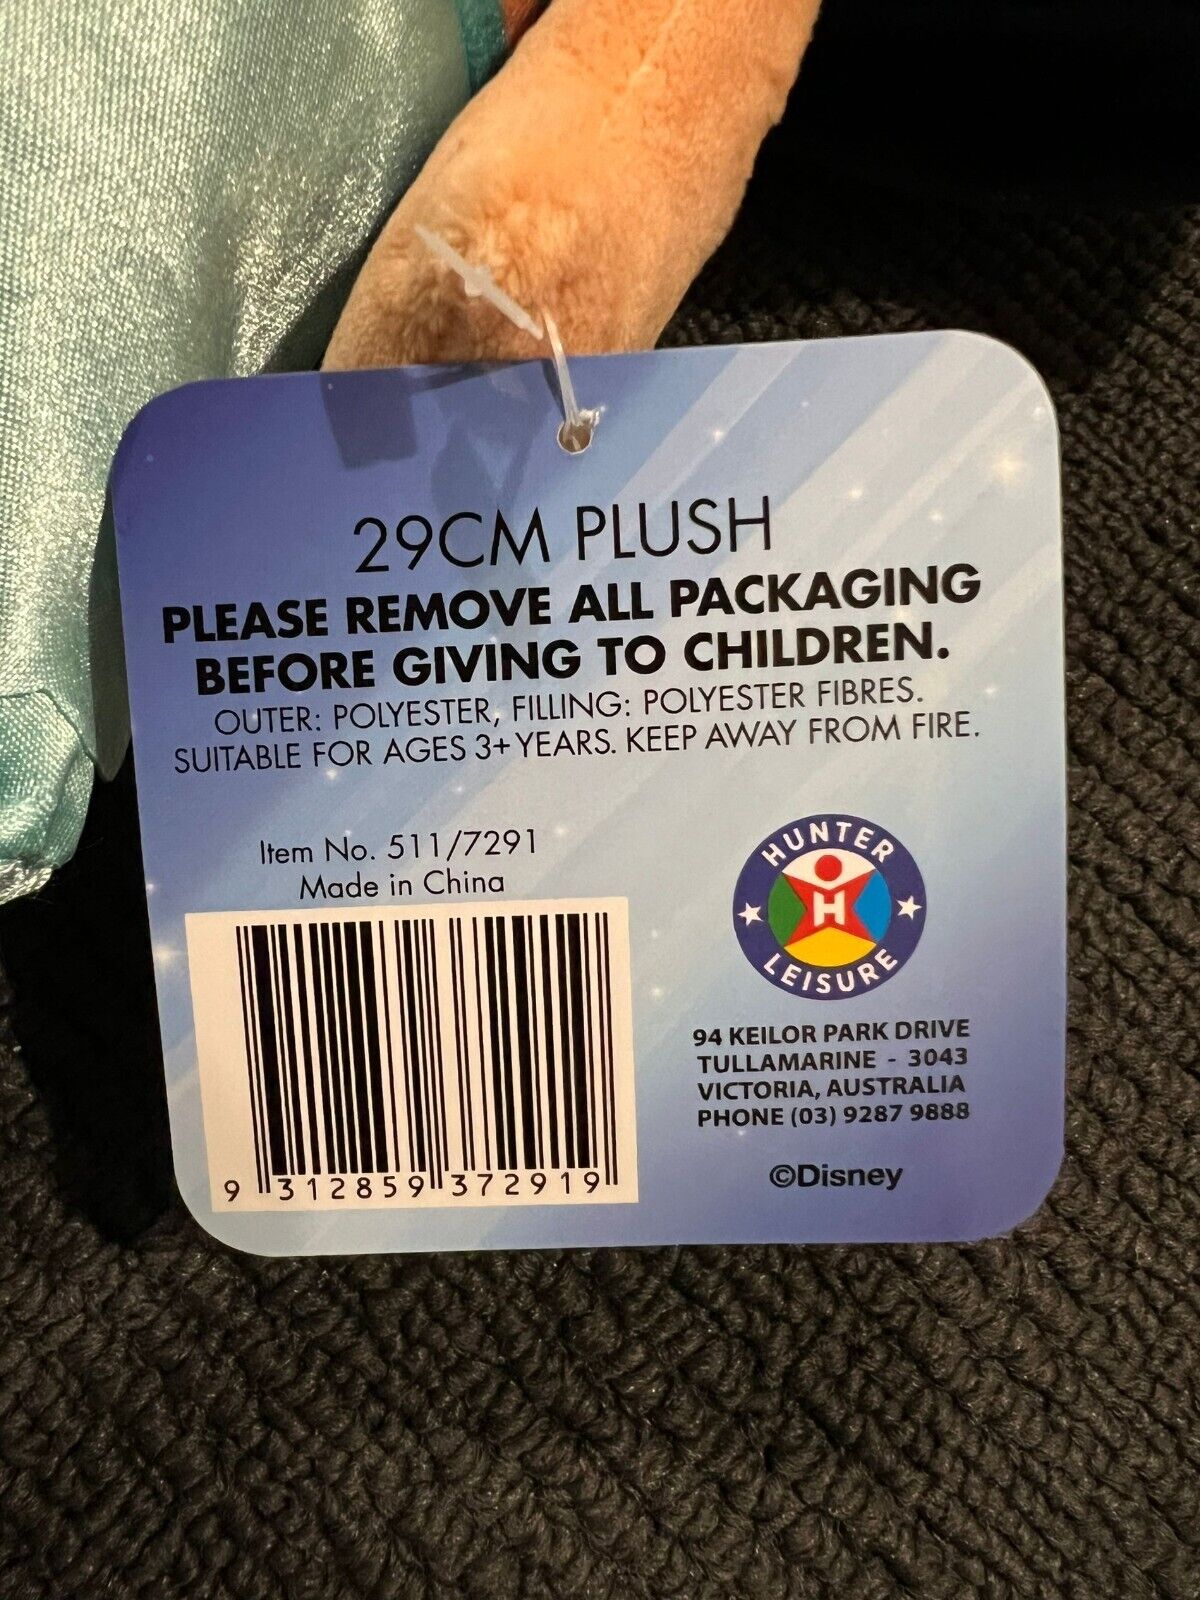 29CM PLUSH
PLEASE REMOVE ALL PACKAGING
BEFORE GIVING TO CHILDREN.
OUTER: POLYESTER, FILLING: POLYESTER FIBRES.
SUITABLE FOR AGES 3+ YEARS. KEEP AWAY FROM FIRE.
Item No. 511/7291
Made in China
9 312859 372919
HUNTER
H
LEISURE
94 KEILOR PARK DRIVE
TULLAMARINE - 3043
VICTORIA, AUSTRALIA
PHONE (03) 9287 9888
©Disney